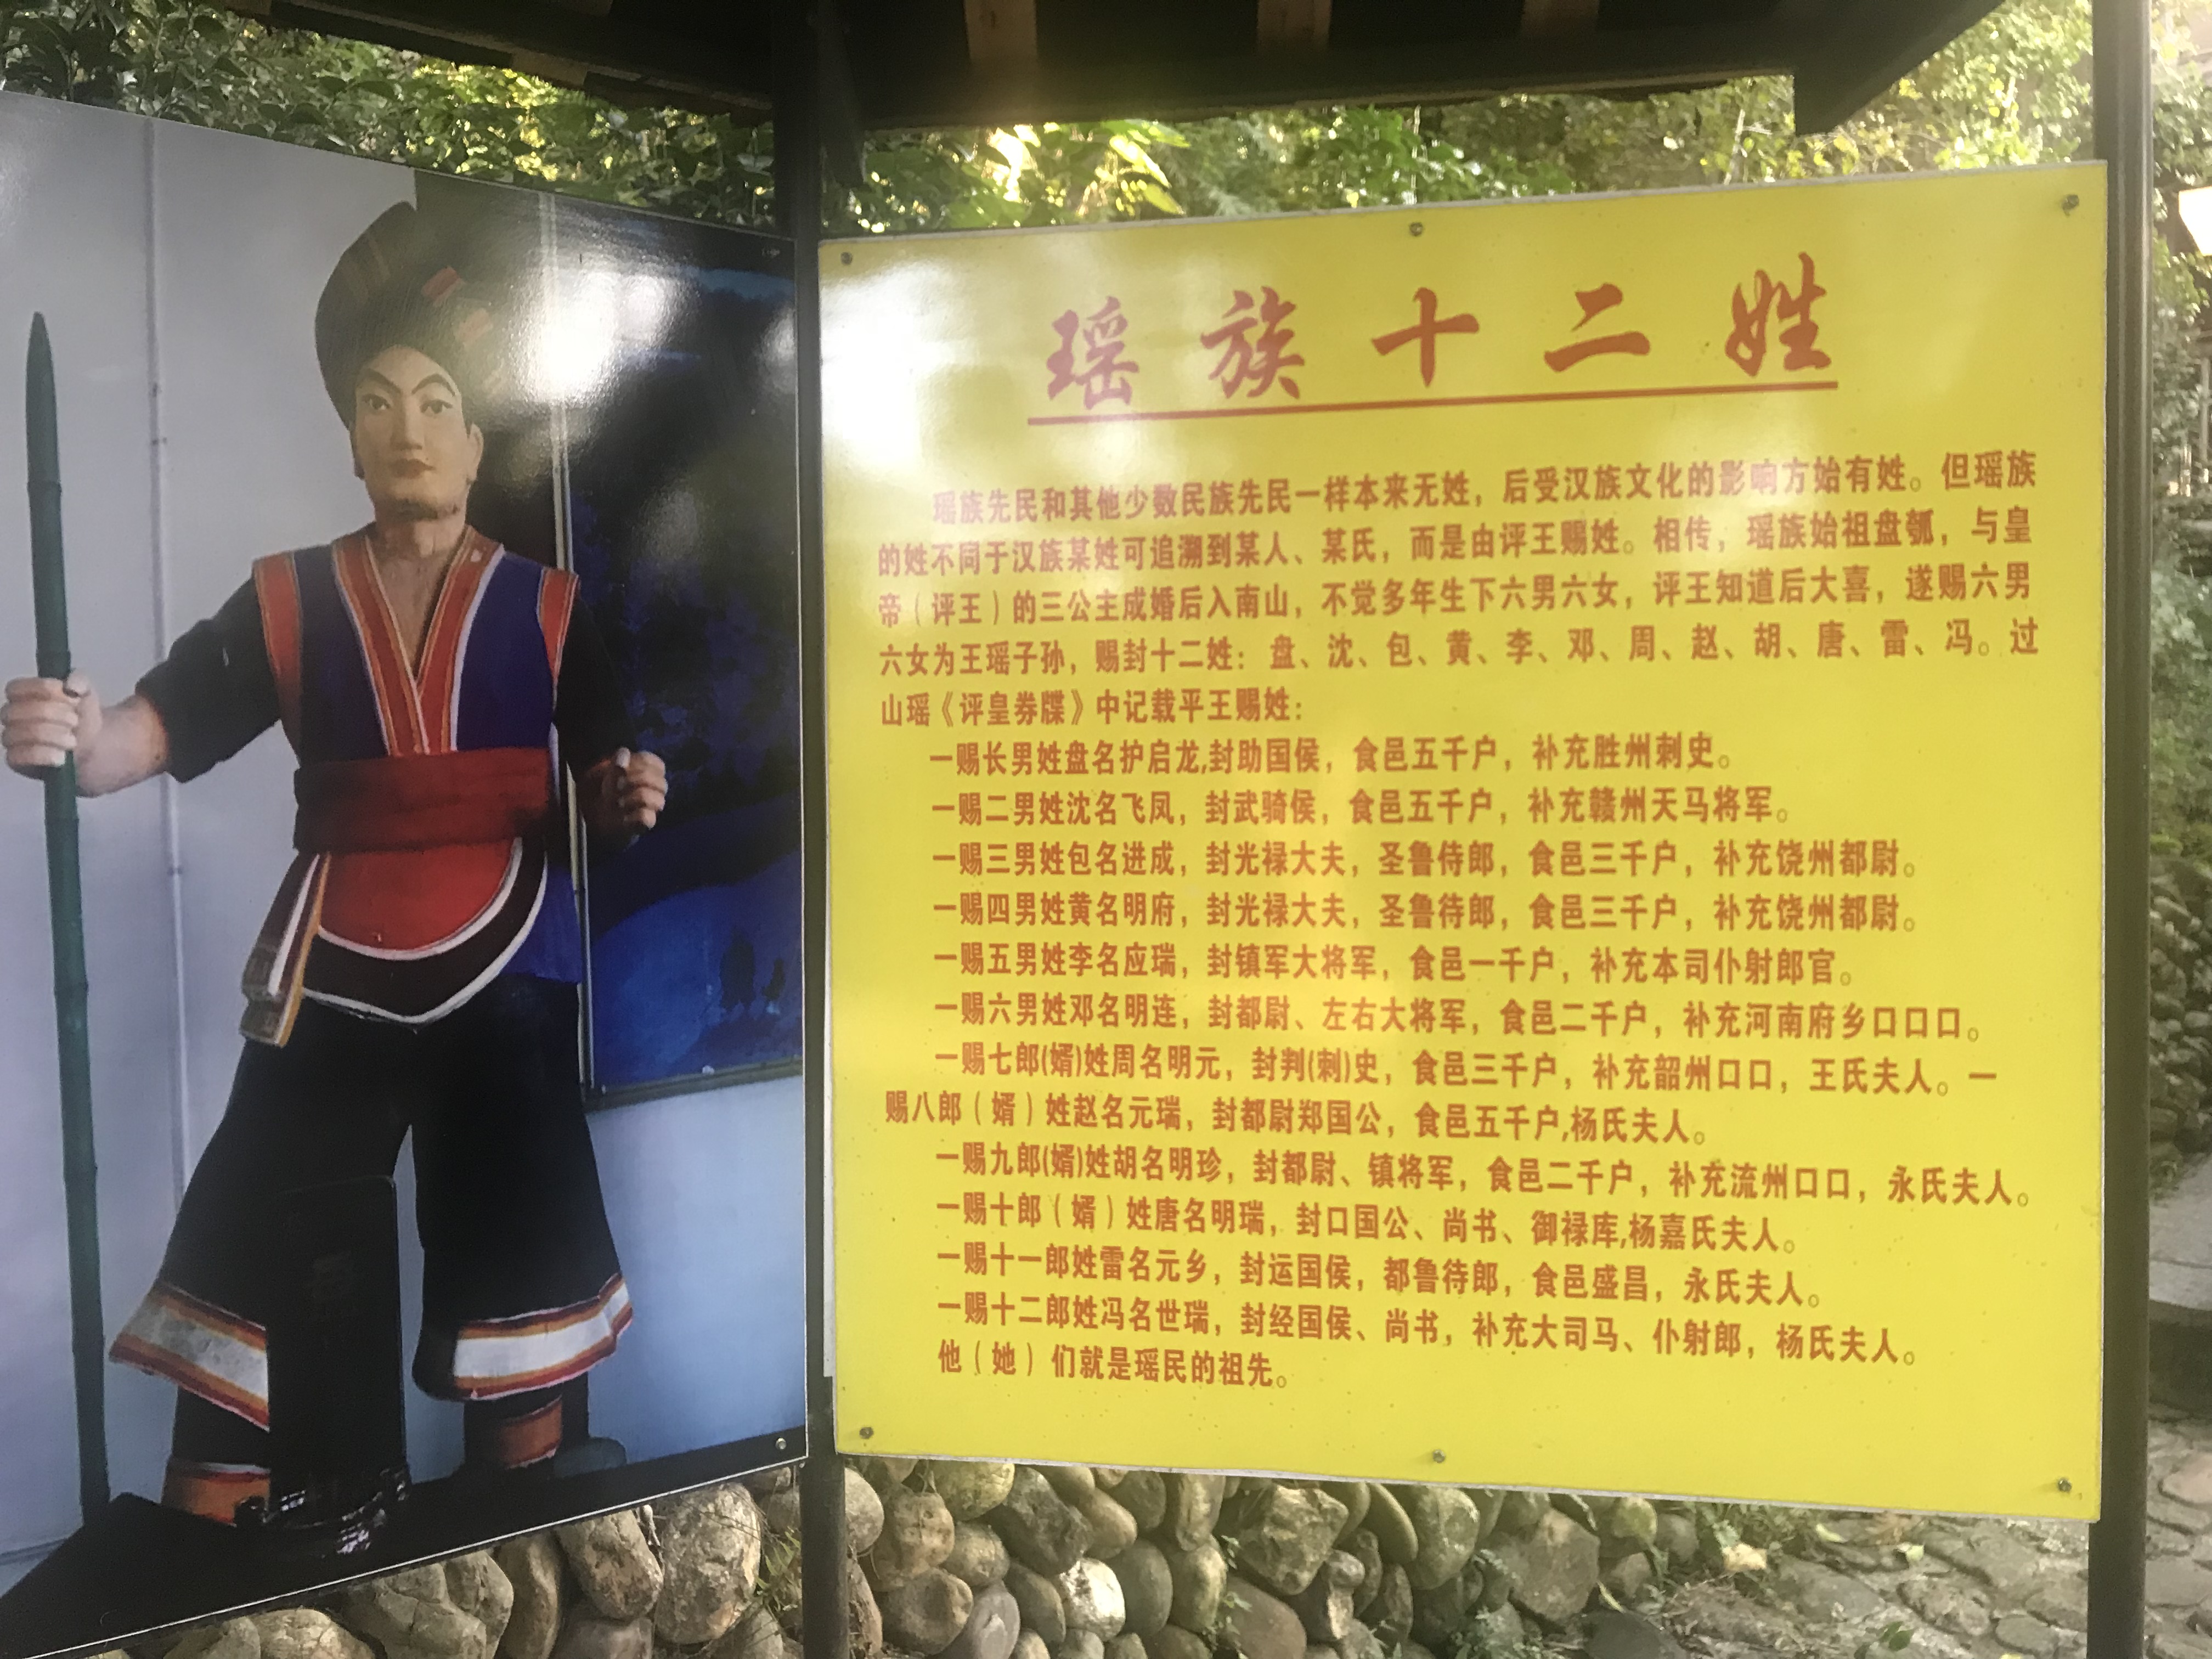 瑶族十二姓
瑶族先民和其他少数民族先民一样本来无姓，后受汉族文化的影响方始有姓。但瑶族
的姓不同于汉族某姓可追溯到某人、某氏，而是由评王赐姓。相传，瑶族始祖盘瓠，与皇
帝（评王）的三公主成婚后入南山，不觉多年生下六男六女，评王知道后大喜，遂赐六男
六女为王瑶子孙，赐封十二姓：盘、沈、包、黄、李、邓、周、赵、胡、唐、雷、冯。过
山瑶《评皇券牒》中记载平王赐姓：
一赐长男姓盘名护启龙,封助国侯，食邑五千户，补充胜州刺史。
一赐二男姓沈名飞凤，封武骑侯，食邑五千户，补充赣州天马将军。
一赐三男姓包名进成，封光禄大夫，圣鲁侍郎，食邑三千户，补充饶州都尉。
一赐四男姓黄名明府，封光禄大夫，圣鲁待郎，食邑三千户，补充饶州都尉。
一赐五男姓李名应瑞，封镇军大将军，食邑一千户，补充本司仆射郎官。
一赐六男姓邓名明连，封都尉、左右大将军，食邑二千户，补充河南府乡口口口。
一赐七郎(婿)姓周名明元，封判(刺)史，食邑三千户，补充韶州口口，王氏夫人。一
赐八郎（婿）姓赵名元瑞，封都尉郑国公，食邑五千户,杨氏夫人。
一赐九郎(婿)姓胡名明珍，封都尉、镇将军，食邑二千户，补充流州口口，永氏夫人。
一赐十郎（婿）姓唐名明瑞，封口国公、尚书、御禄库,杨嘉氏夫人。
一赐十一郎姓雷名元乡，封运国侯，都鲁待郎，食邑盛昌，永氏夫人。
一赐十二郎姓冯名世瑞，封经国侯、尚书，补充大司马、仆射郎，杨氏夫人。
他（她）们就是瑶民的祖先。